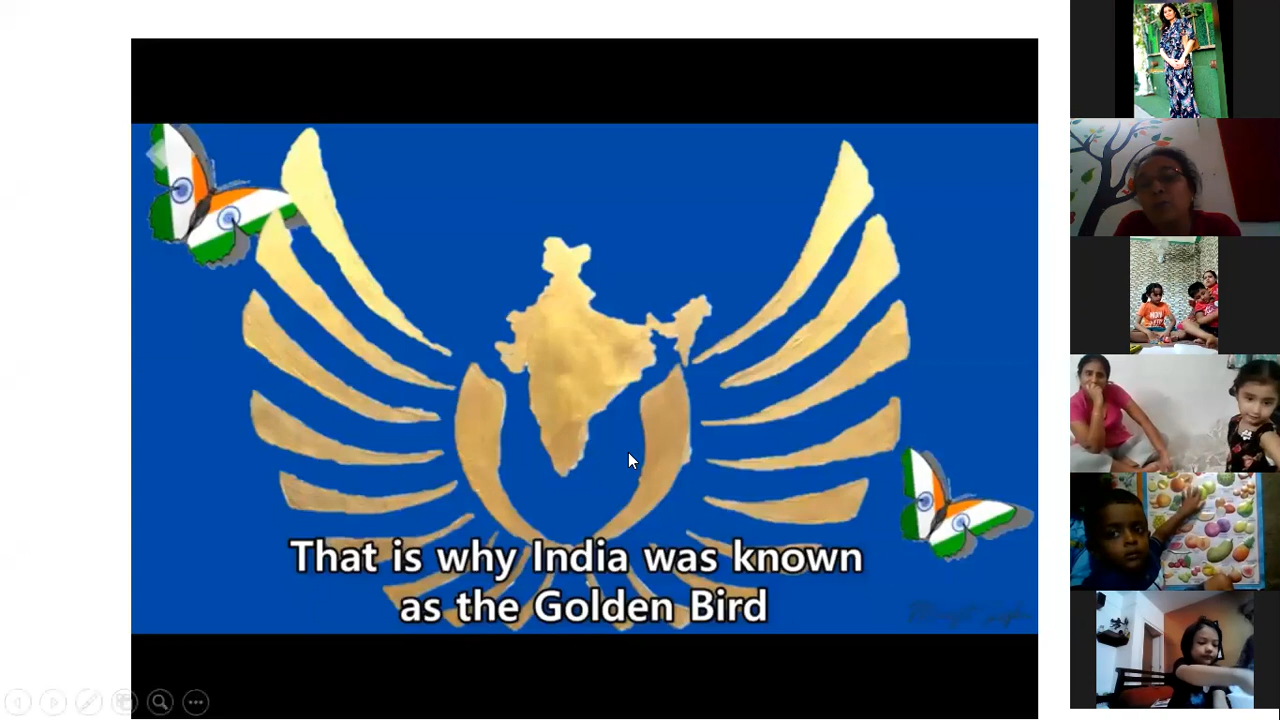 That is why India was known
as the Golden Bird